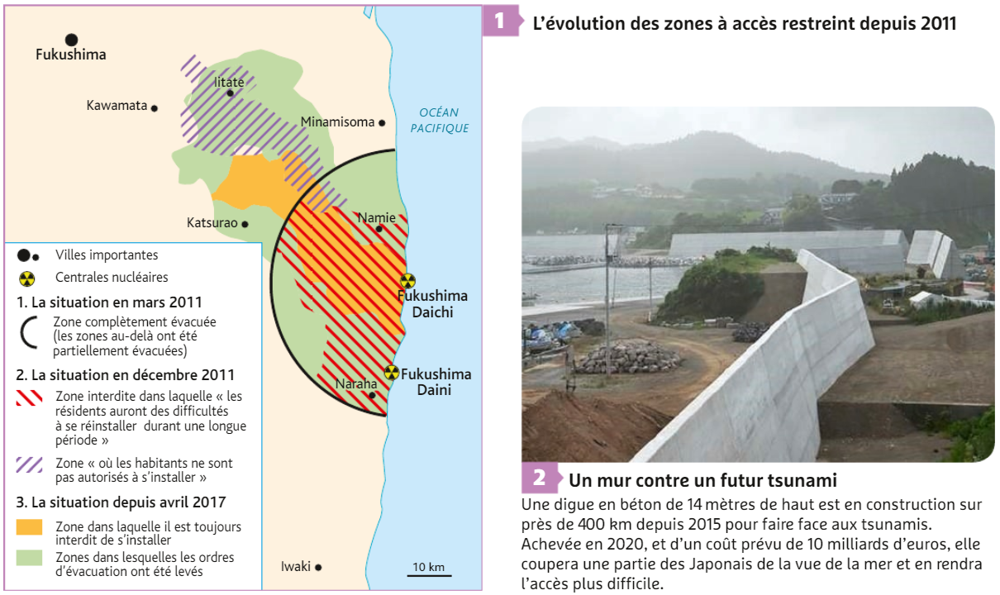 1 L'évolution des zones à accès restreint depuis 2011
Fukushima
Iitate
Kawamata
Minamisoma
OCÉAN
PACIFIQUE
Katsurao
Namie
Fukushima
Daichi
Fukushima
Daini
Naraha
Iwaki
10 km
Villes importantes
Centrales nucléaires
1. La situation en mars 2011
Zone complètement évacuée
(les zones au-delà ont été
partiellement évacuées)
2. La situation en décembre 2011
Zone interdite dans laquelle « les
résidents auront des difficultés
à se réinstaller durant une longue
période »
Zone « où les habitants ne sont
pas autorisés à s'installer »
3. La situation depuis avril 2017
Zone dans laquelle il est toujours
interdit de s'installer
Zones dans lesquelles les ordres
d'évacuation ont été levés
2 Un mur contre un futur tsunami
Une digue en béton de 14 mètres de haut est en construction sur
près de 400 km depuis 2015 pour faire face aux tsunamis.
Achevée en 2020, et d'un coût prévu de 10 milliards d'euros, elle
coupera une partie des Japonais de la vue de la mer et en rendra
l'accès plus difficile.